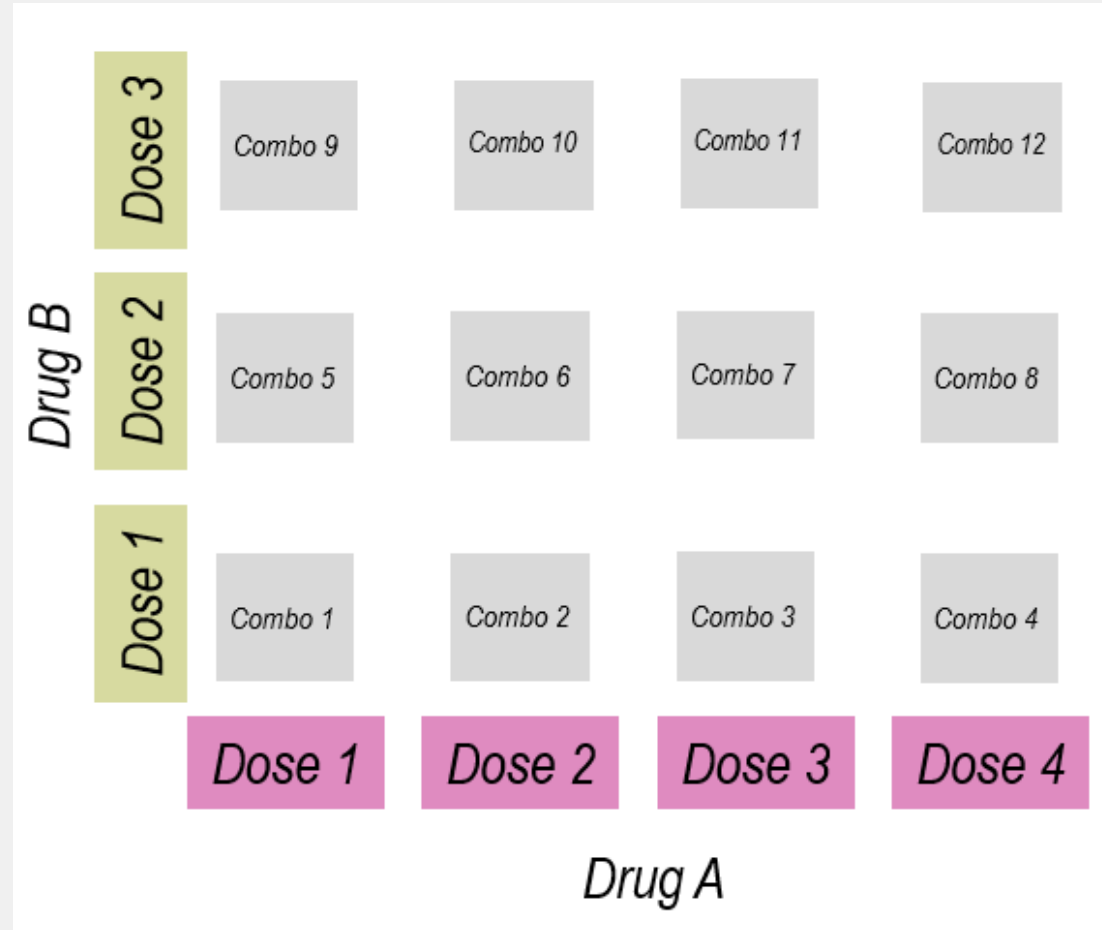 Dose 3
Combo 9
Combo 10
Combo 11
Combo 12
Drug B
Dose 2
Combo 5
Combo 6
Combo 7
Combo 8
Dose 1
Combo 1
Combo 2
Combo 3
Combo 4
Dose 1
Dose 2
Dose 3
Dose 4
Drug A